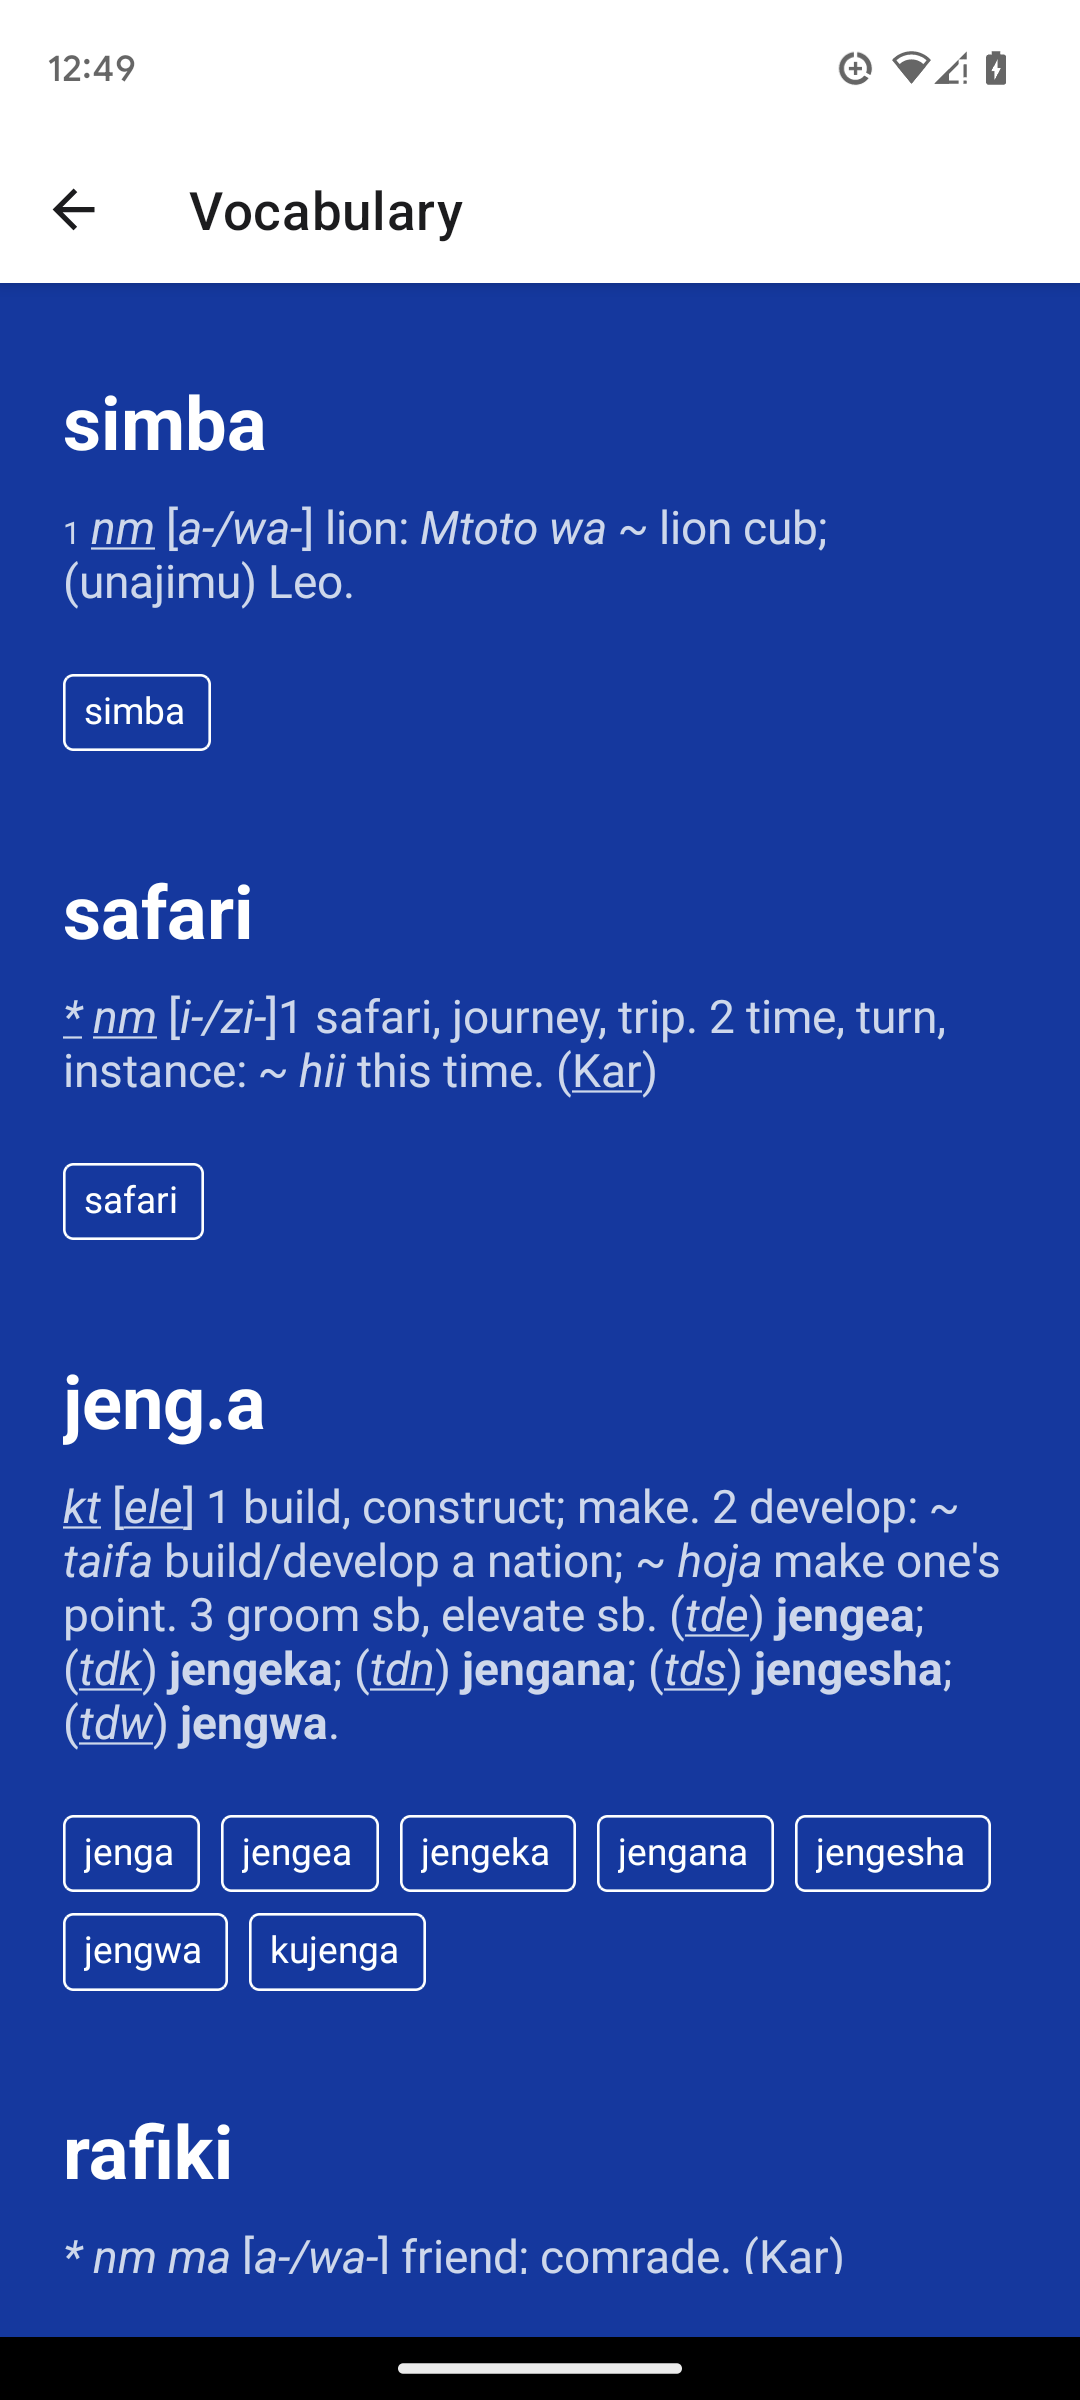 12:49
Vocabulary
simba
1 nm [a-/wa-] lion: Mtoto wa ~ lion cub;
(unajimu) Leo.
simba
safari
* nm [i-/zi-]1 safari, journey, trip. 2 time, turn,
instance: ~ hii this time. (Kar)
safari
jeng.a
kt [ele] 1 build, construct; make. 2 develop: ~
taifa build/develop a nation; ~ hoja make one's
point. 3 groom sb, elevate sb. (tde) jengea;
(tdk) jengeka; (tdn) jengana; (tds) jengesha;
(tdw) jengwa.
jenga jengea jengeka jengana jengesha
jengwa kujenga
rafiki
* nm ma [a-/wa-] friend; comrade. (Kar)